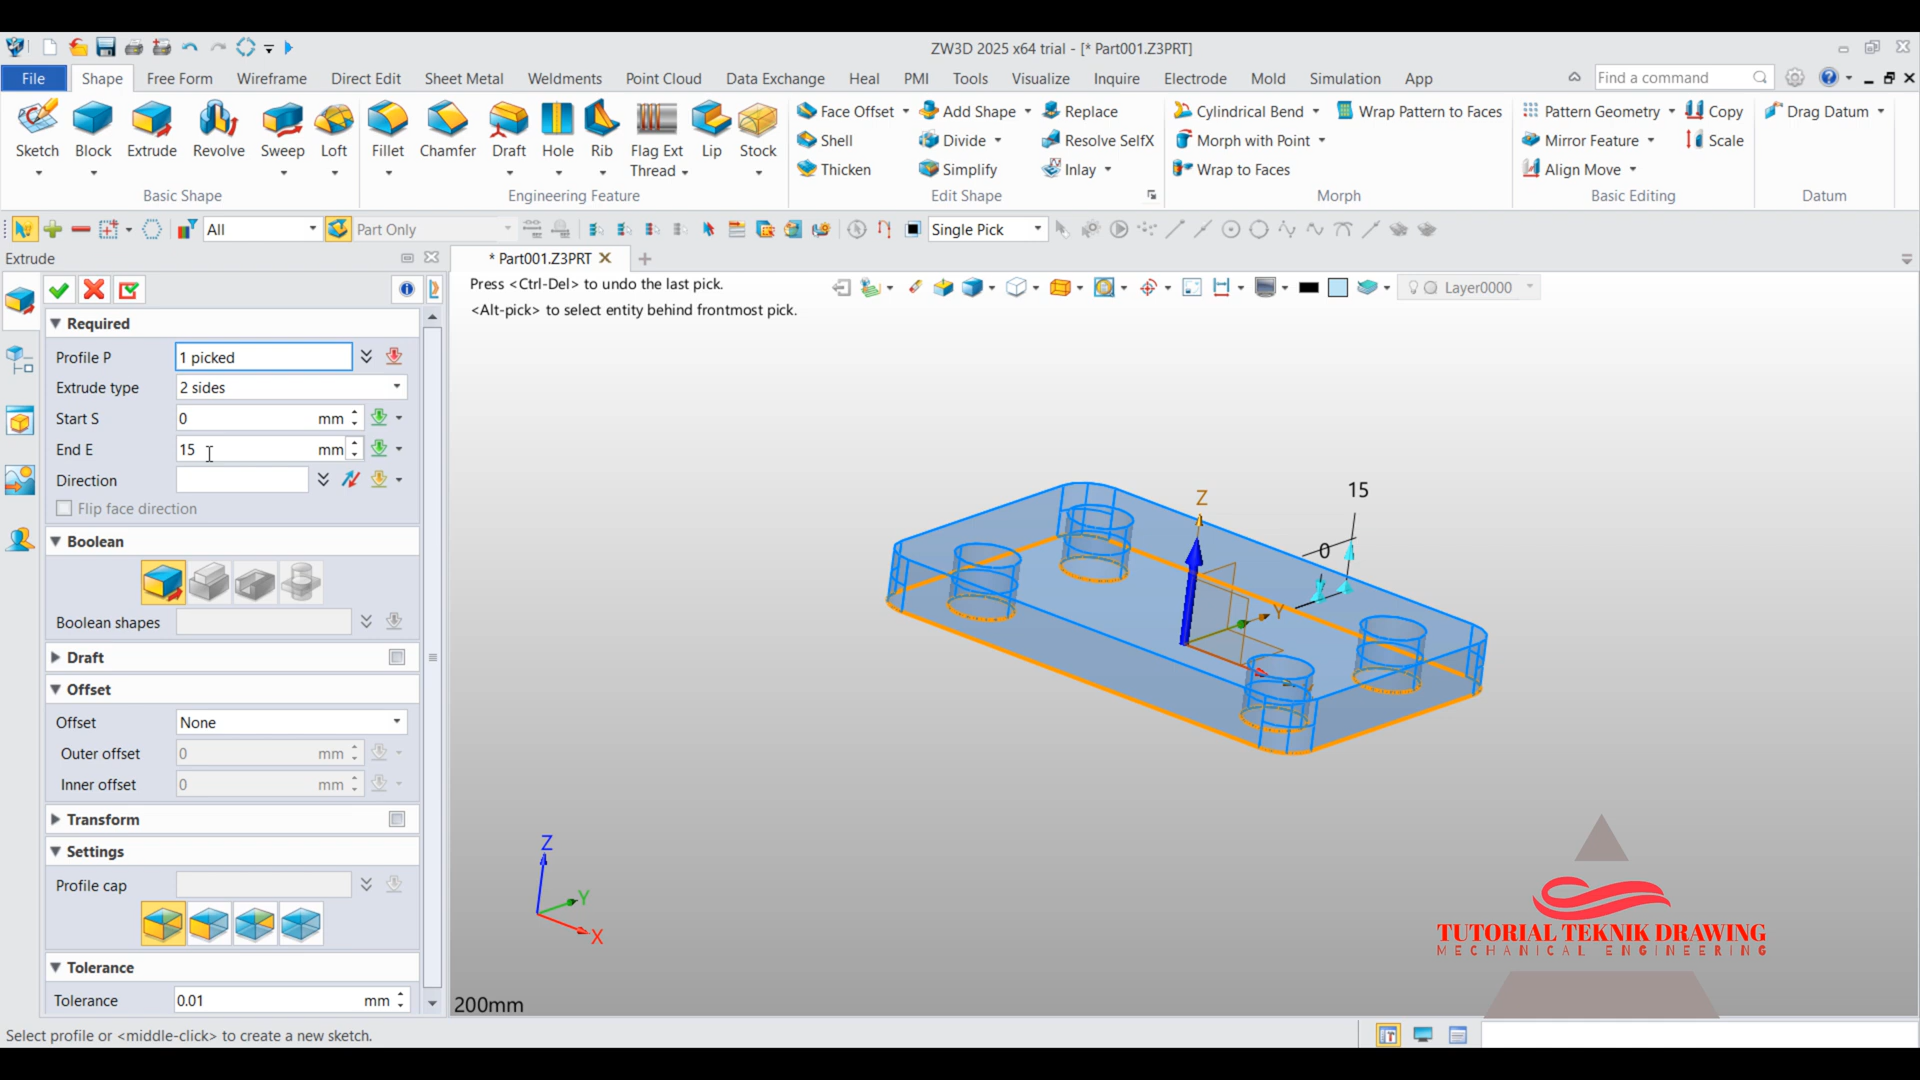 ZW3D 2025 x64 trial - [* Part001.Z3PRT]
File Shape Free Form Wireframe Direct Edit Sheet Metal Weldments Point Cloud Data Exchange Heal PMI Tools Visualize Inquire Electrode Mold Simulation App Find a command
Sketch Block Extrude Revolve Sweep Loft
Basic Shape
Fillet Chamfer Draft Hole Rib Flag Ext Thread Lip Stock
Engineering Feature
Face Offset Add Shape Replace
Shell Divide Resolve SelfX
Thicken Simplify Inlay
Edit Shape
Cylindrical Bend Wrap Pattern to Faces
Morph with Point
Wrap to Faces
Morph
Pattern Geometry Copy
Mirror Feature Scale
Align Move
Basic Editing
Drag Datum
Datum
All Part Only Single Pick
Extrude
* Part001.Z3PRT
Press <Ctrl-Del> to undo the last pick.
<Alt-pick> to select entity behind frontmost pick.
Layer0000
Required
Profile P 1 picked
Extrude type 2 sides
Start S 0 mm
End E 15 mm
Direction
Flip face direction
Boolean
Boolean shapes
Draft
Offset
Offset None
Outer offset 0 mm
Inner offset 0 mm
Transform
Settings
Profile cap
Tolerance
Tolerance 0.01 mm
15
Z
0
Y
Z
Y
X
200mm
TUTORIAL TEKNIK DRAWING
MECHANICAL ENGINEERING
Select profile or <middle-click> to create a new sketch.